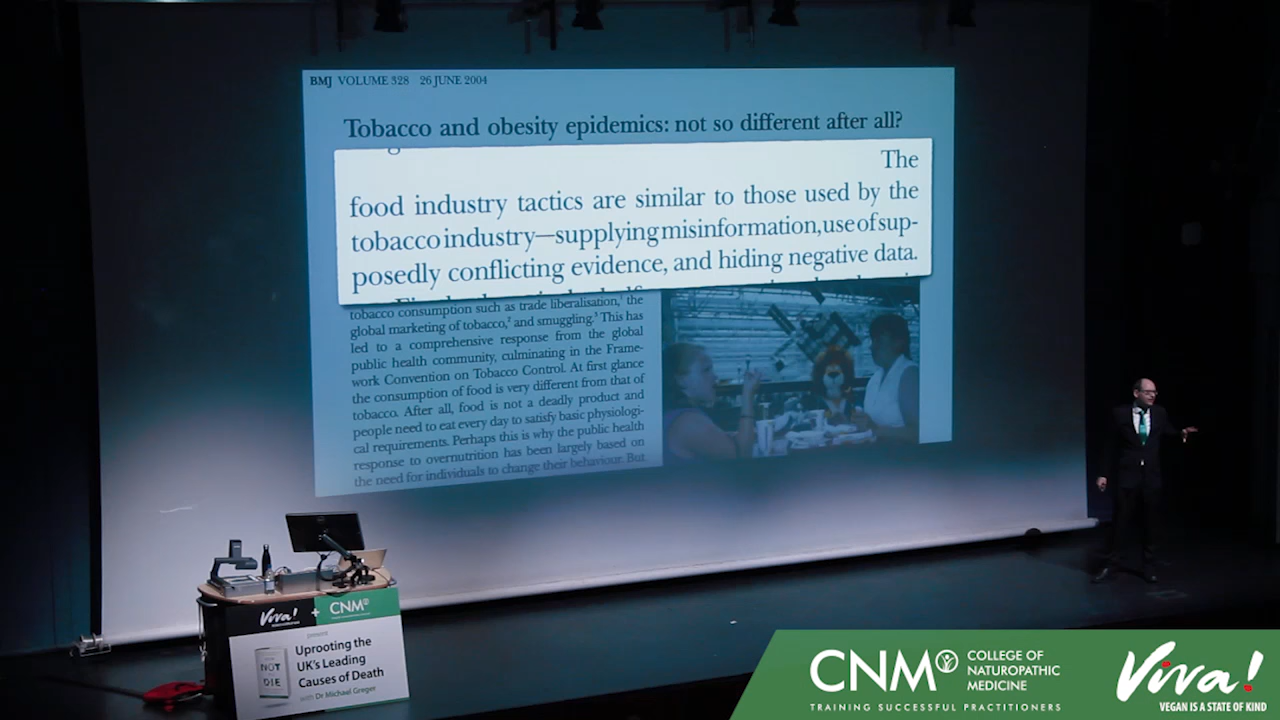 BMJ VOLUME 328 26 JUNE 2004
Tobacco and obesity epidemics: not so different after all?
The
food industry tactics are similar to those used by the
tobacco industry—supplying misinformation, use of sup-
posedly conflicting evidence, and hiding negative data.
tobacco consumption such as trade liberalisation,¹ the
global marketing of tobacco,² and smuggling.³ This has
led to a comprehensive response from the global
public health community, culminating in the Frame-
work Convention on Tobacco Control. At first glance
the consumption of food is very different from that of
tobacco. After all, food is not a deadly product and
people need to eat every day to satisfy basic physiologi-
cal requirements. Perhaps this is why the public health
response to overnutrition has been largely based on
the need for individuals to change their behaviour. But
Viva! + CNM
present
Uprooting the
UK's Leading
Causes of Death
with Dr Michael Greger
NOT
DIE
CNM
COLLEGE OF
NATUROPATHIC
MEDICINE
TRAINING SUCCESSFUL PRACTITIONERS
Viva!
VEGAN IS A STATE OF KIND